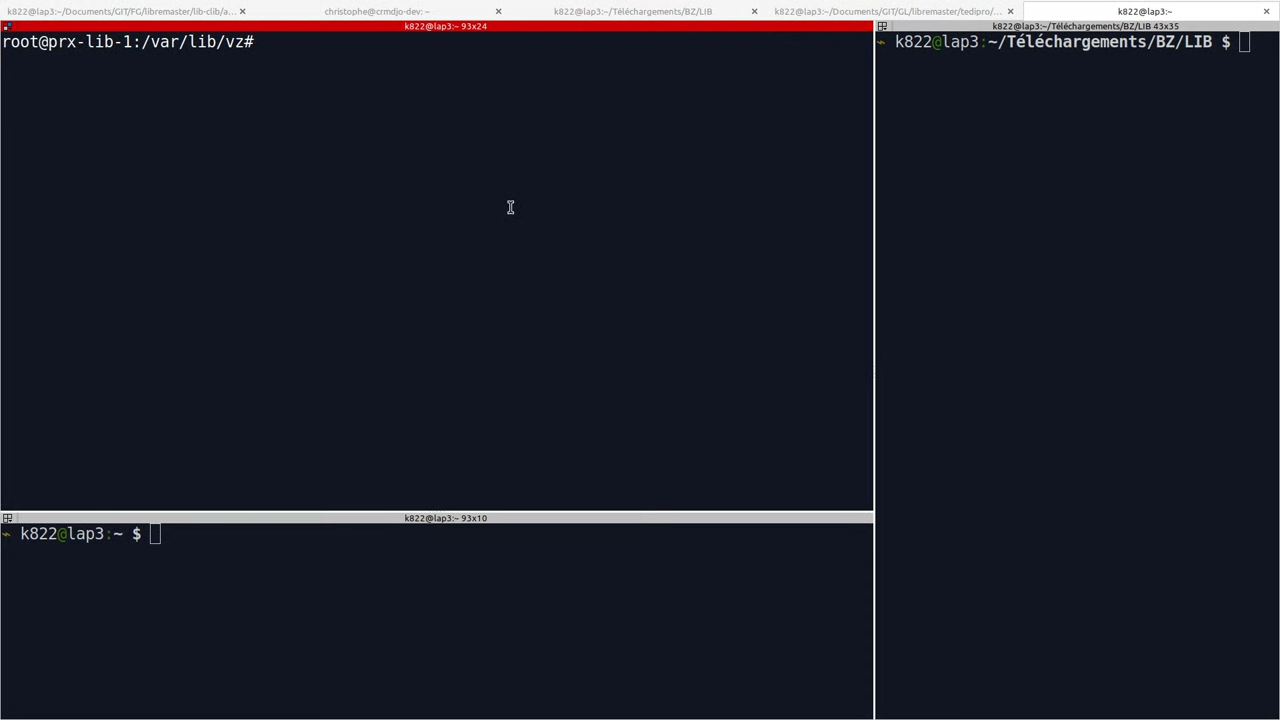 k822@lap3:~/Documents/GIT/FG/libremaster/lib-clib/a...
christophe@crmdjo-dev: ~
k822@lap3:~/Téléchargements/BZ/LIB
k822@lap3:~/Documents/GIT/GL/libremaster/tedipro/...
k822@lap3:~
k822@lap3:~ 93x24
root@prx-lib-1:/var/lib/vz#
k822@lap3:~/Téléchargements/BZ/LIB 43x35
k822@lap3:~/Téléchargements/BZ/LIB $
k822@lap3:~ 93x10
k822@lap3:~ $